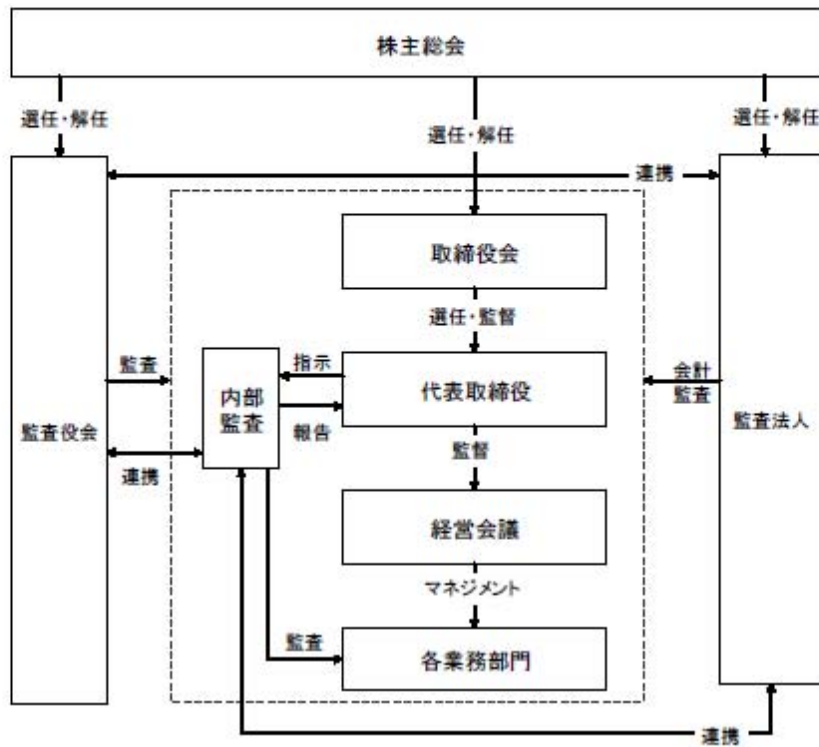 株主総会
選任・解任
選任・解任
選任・解任
連携
取締役会
選任・監督
監査
指示
代表取締役
会計
監査
内部
監査
監査役会
報告
監査法人
連携
監督
経営会議
マネジメント
監査
各業務部門
連携